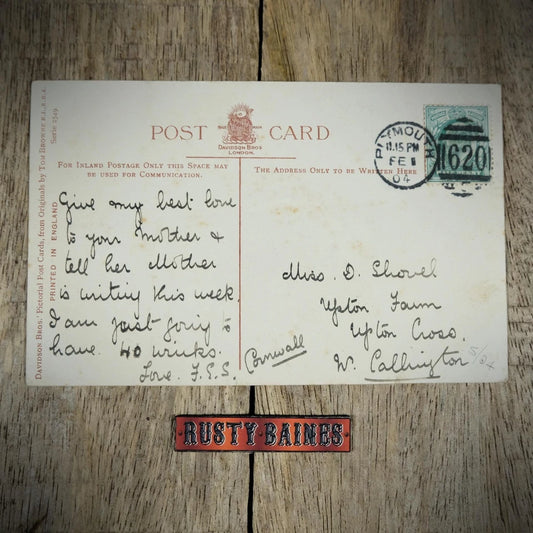 Davidson Bros.' Pictorial Post Cards, from Originals by Tom Browne R.I., R.B.A.
Serie 2549
PRINTED IN ENGLAND
POST CARD
DAVIDSON BROS
LONDON.
FOR INLAND POSTAGE ONLY THIS SPACE MAY
BE USED FOR COMMUNICATION.
THE ADDRESS ONLY TO BE WRITTEN HERE
PLYMOUTH
11.15 PM
FE 1
04
620
Give my best love
to your Mother &
tell her Mother
is writing this week.
I am just going to
have 40 winks.
Love. F.S.S.
Miss. D. Shovel
Upton Farm
Upton Cross.
Nr. Callington
Cornwall
RUSTY·BAINES